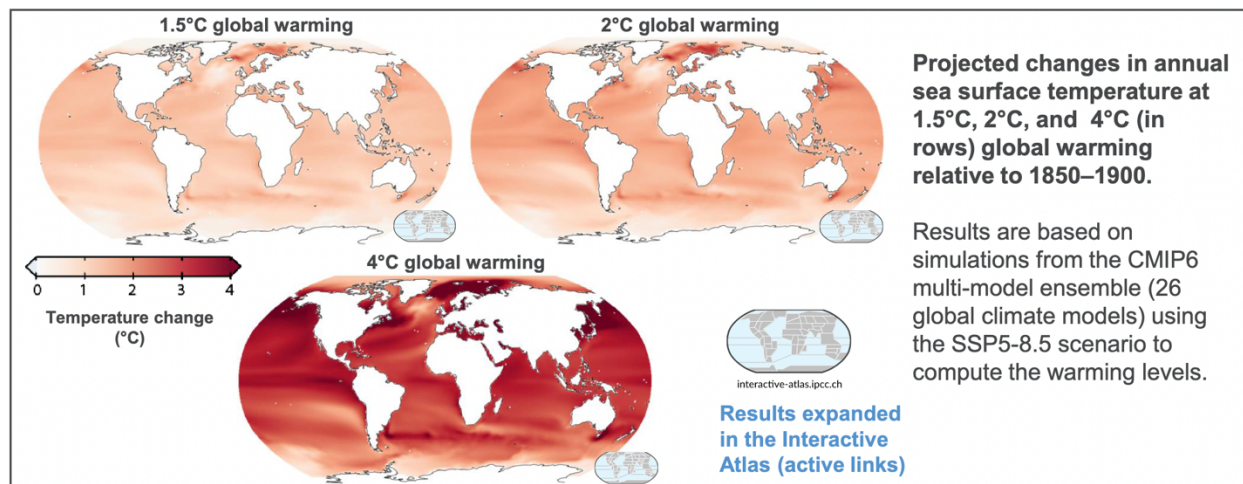 1.5°C global warming
2°C global warming
0 1 2 3 4
Temperature change
(°C)
4°C global warming
interactive-atlas.ipcc.ch
Results expanded
in the Interactive
Atlas (active links)
Projected changes in annual
sea surface temperature at
1.5°C, 2°C, and 4°C (in
rows) global warming
relative to 1850–1900.
Results are based on
simulations from the CMIP6
multi-model ensemble (26
global climate models) using
the SSP5-8.5 scenario to
compute the warming levels.